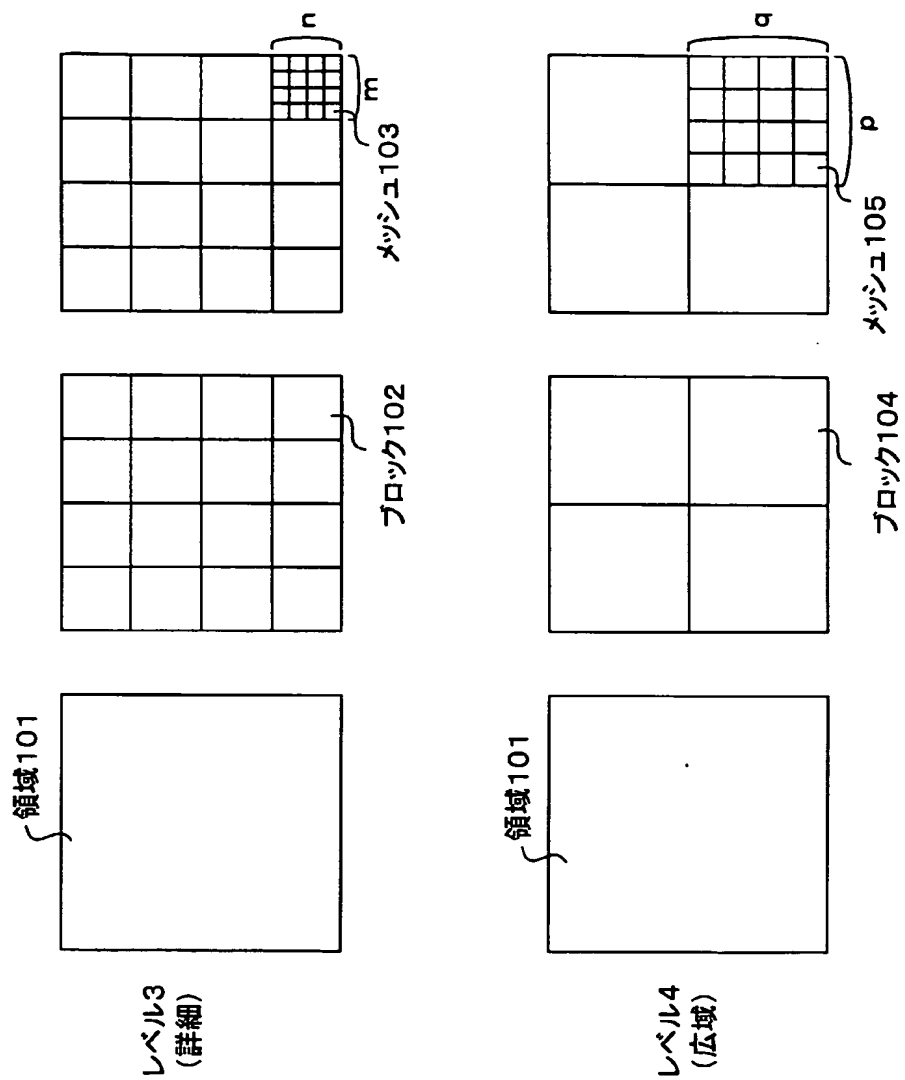 レベル3
(詳細)
領域101
ブロック102
メッシュ103
m
n
レベル4
(広域)
領域101
ブロック104
メッシュ105
p
q